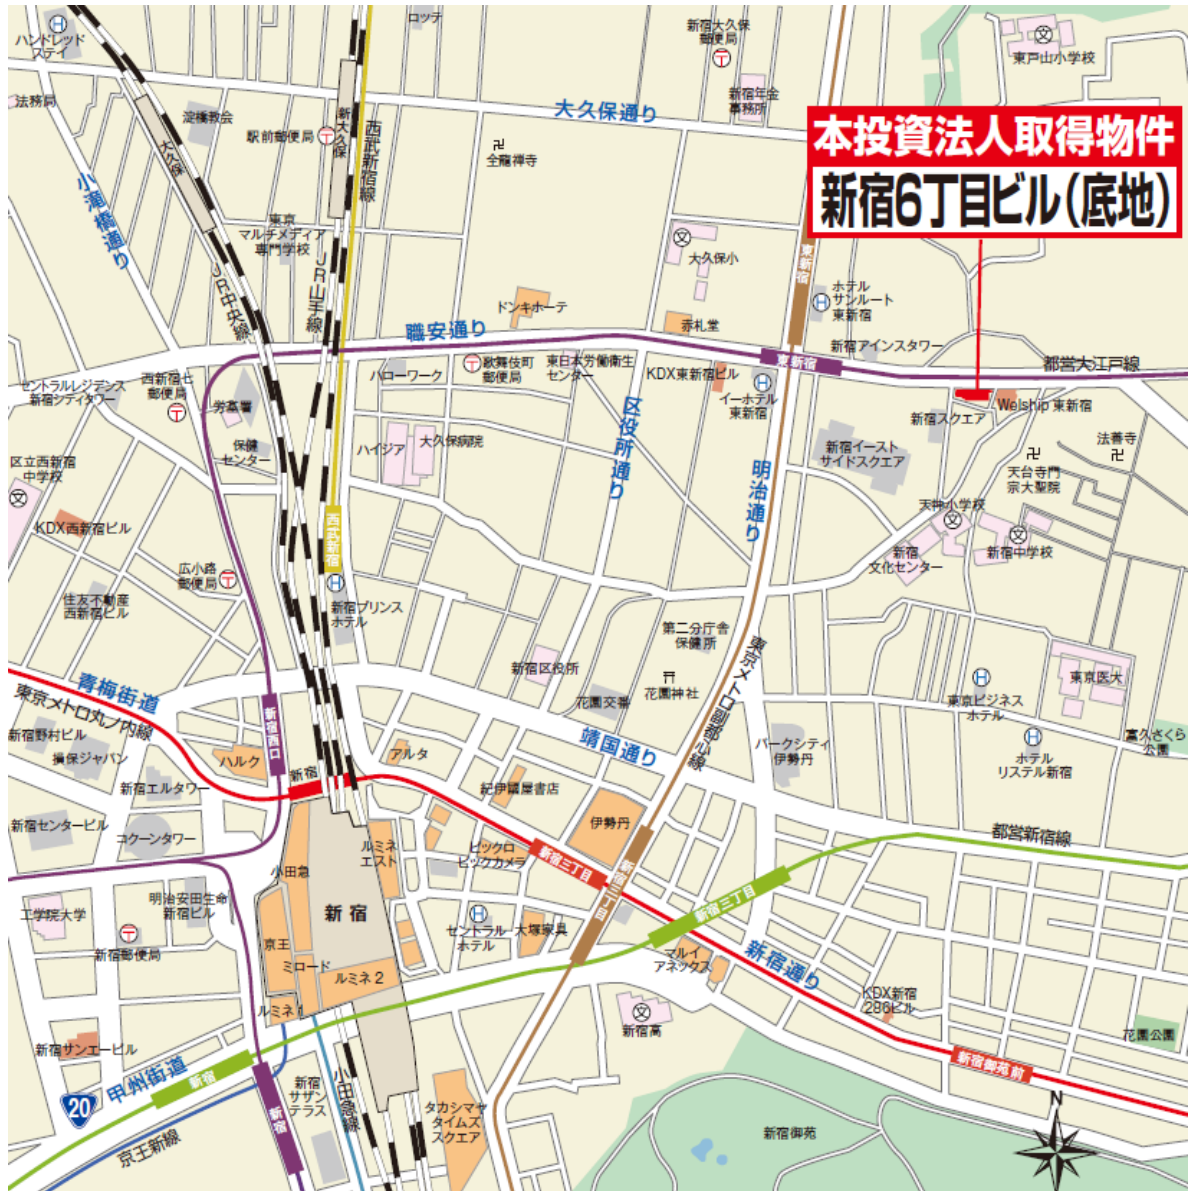 ハンドレッド
ステイ
ロッテ
新宿大久保
郵便局
東戸山小学校
法務局
淀橋教会
駅前郵便局
新大久保
西武新宿線
大久保通り
新宿年金
事務所
本投資法人取得物件
新宿6丁目ビル(底地)
大久保
全龍禅寺
小滝橋通り
東京
マルチメディア
専門学校
大久保小
東新宿
JR中央線
JR山手線
ドンキホーテ
赤札堂
ホテル
サンルート
東新宿
職安通り
新宿アインスタワー
都営大江戸線
東新宿
セントラルレジデンス
新宿シティタワー
西新宿七
郵便局
労基署
ハローワーク
歌舞伎町
郵便局
東日本労働衛生
センター
KDX東新宿ビル
イーホテル
東新宿
新宿スクエア
Welship 東新宿
区役所通り
保健
センター
ハイジア
大久保病院
新宿イースト
サイドスクエア
法善寺
天台寺門
宗大聖院
区立西新宿
中学校
明治通り
天神小学校
KDX西新宿ビル
西武新宿
新宿
文化センター
新宿中学校
広小路
郵便局
住友不動産
西新宿ビル
新宿プリンス
ホテル
第二分庁舎
保健所
東京メトロ副都心線
新宿区役所
花園神社
花園交番
東京医大
東京ビジネス
ホテル
青梅街道
東京メトロ丸ノ内線
新宿西口
新宿野村ビル
損保ジャパン
ハルク
新宿
アルタ
靖国通り
パークシティ
伊勢丹
ホテル
リステル新宿
富久さくら
公園
新宿エルタワー
紀伊國屋書店
新宿センタービル
コクーンタワー
伊勢丹
都営新宿線
ルミネ
エスト
ビックロ
ビックカメラ
新宿三丁目
新宿三丁目
新宿三丁目
小田急
明治安田生命
新宿ビル
工学院大学
新宿
新宿郵便局
京王
ミロード
ルミネ2
ルミネ1
セントラル
ホテル
大塚家具
マルイ
アネックス
新宿通り
KDX新宿
286ビル
新宿高
新宿サンエービル
花園公園
甲州街道
20
新宿
新宿
新宿
サザン
テラス
小田急線
タカシマヤ
タイムズ
スクエア
新宿御苑前
新宿御苑
京王新線
N